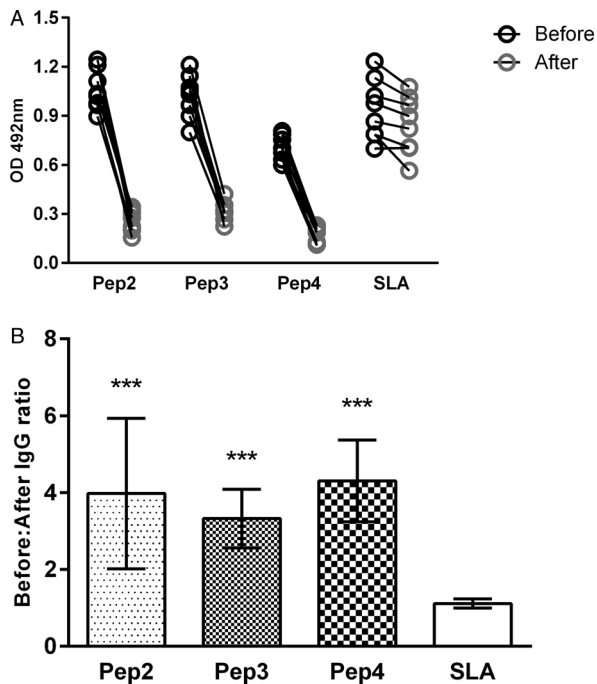 A
1.5
1.2
0.9
0.6
0.3
0.0
OD 492nm
Pep2 Pep3 Pep4 SLA
Before
After
B
8
6
4
2
0
Before:After IgG ratio
*** *** ***
Pep2 Pep3 Pep4 SLA